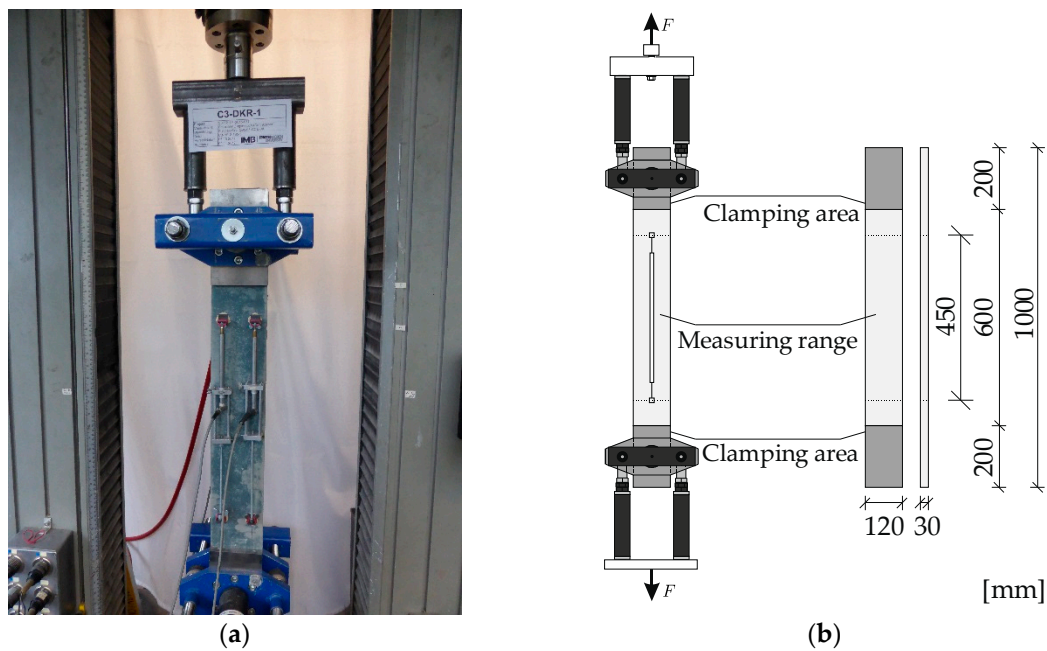 C3-DKR-1
IMB
F
Clamping area
Measuring range
Clamping area
F
200
450
600
1000
200
120
30
[mm]
(a)
(b)